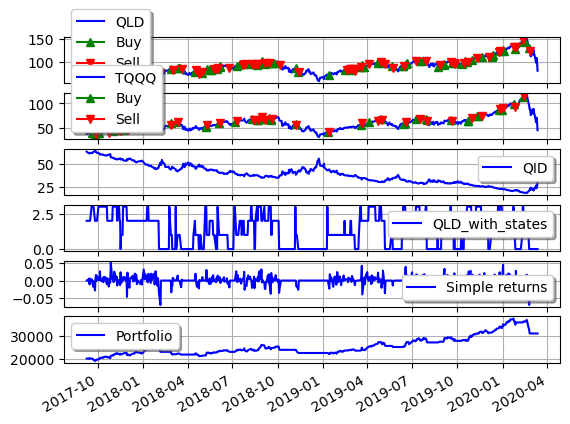 QLD
Buy
Sell
TQQQ
Buy
Sell
150
100
100
50
QID
50
25
QLD_with_states
2.5
0.0
Simple returns
0.05
0.00
−0.05
Portfolio
30000
20000
2017-10
2018-01
2018-04
2018-07
2018-10
2019-01
2019-04
2019-07
2019-10
2020-01
2020-04